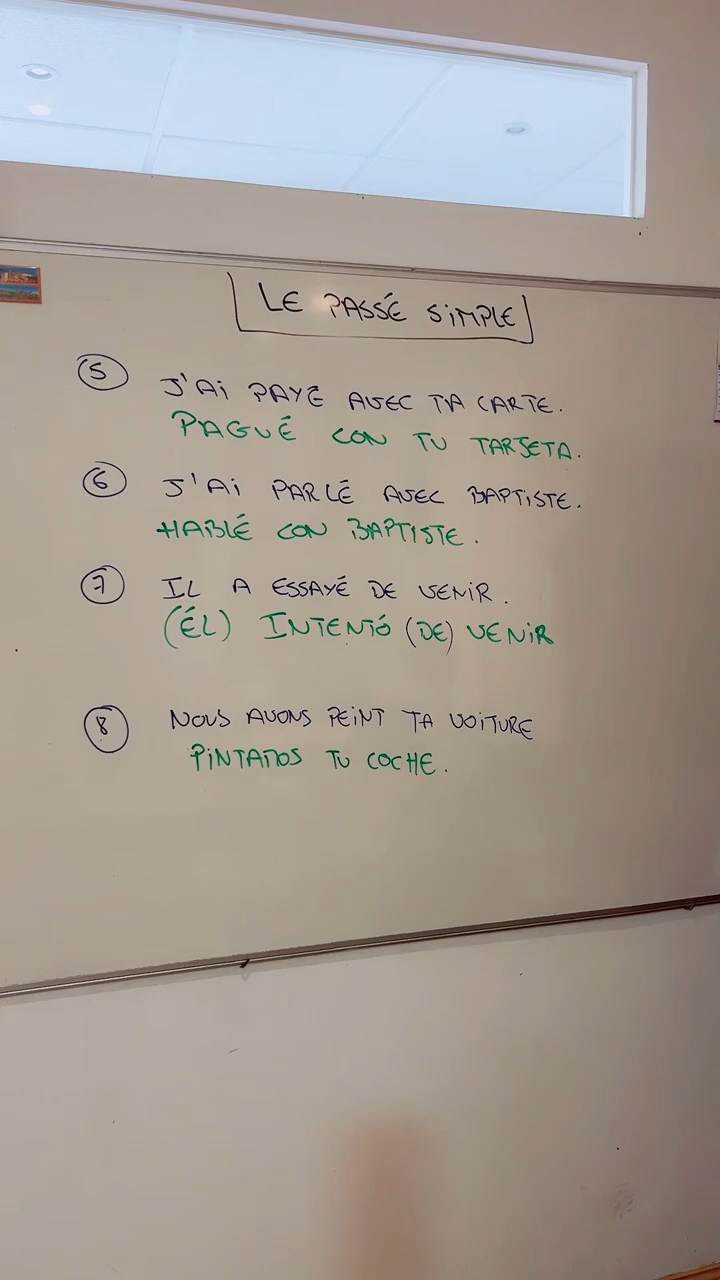 LE PASSÉ SIMPLE
5 J'AI PAYÉ AVEC TA CARTE.
PAGUÉ CON TU TARJETA.
6 J'AI PARLÉ AVEC BAPTISTE.
HABLÉ CON BAPTISTE.
7 IL A ESSAYÉ DE VENIR.
(ÉL) INTENTÓ (DE) VENIR
8 NOUS AVONS PEINT TA VOITURE
PINTAMOS TU COCHE.